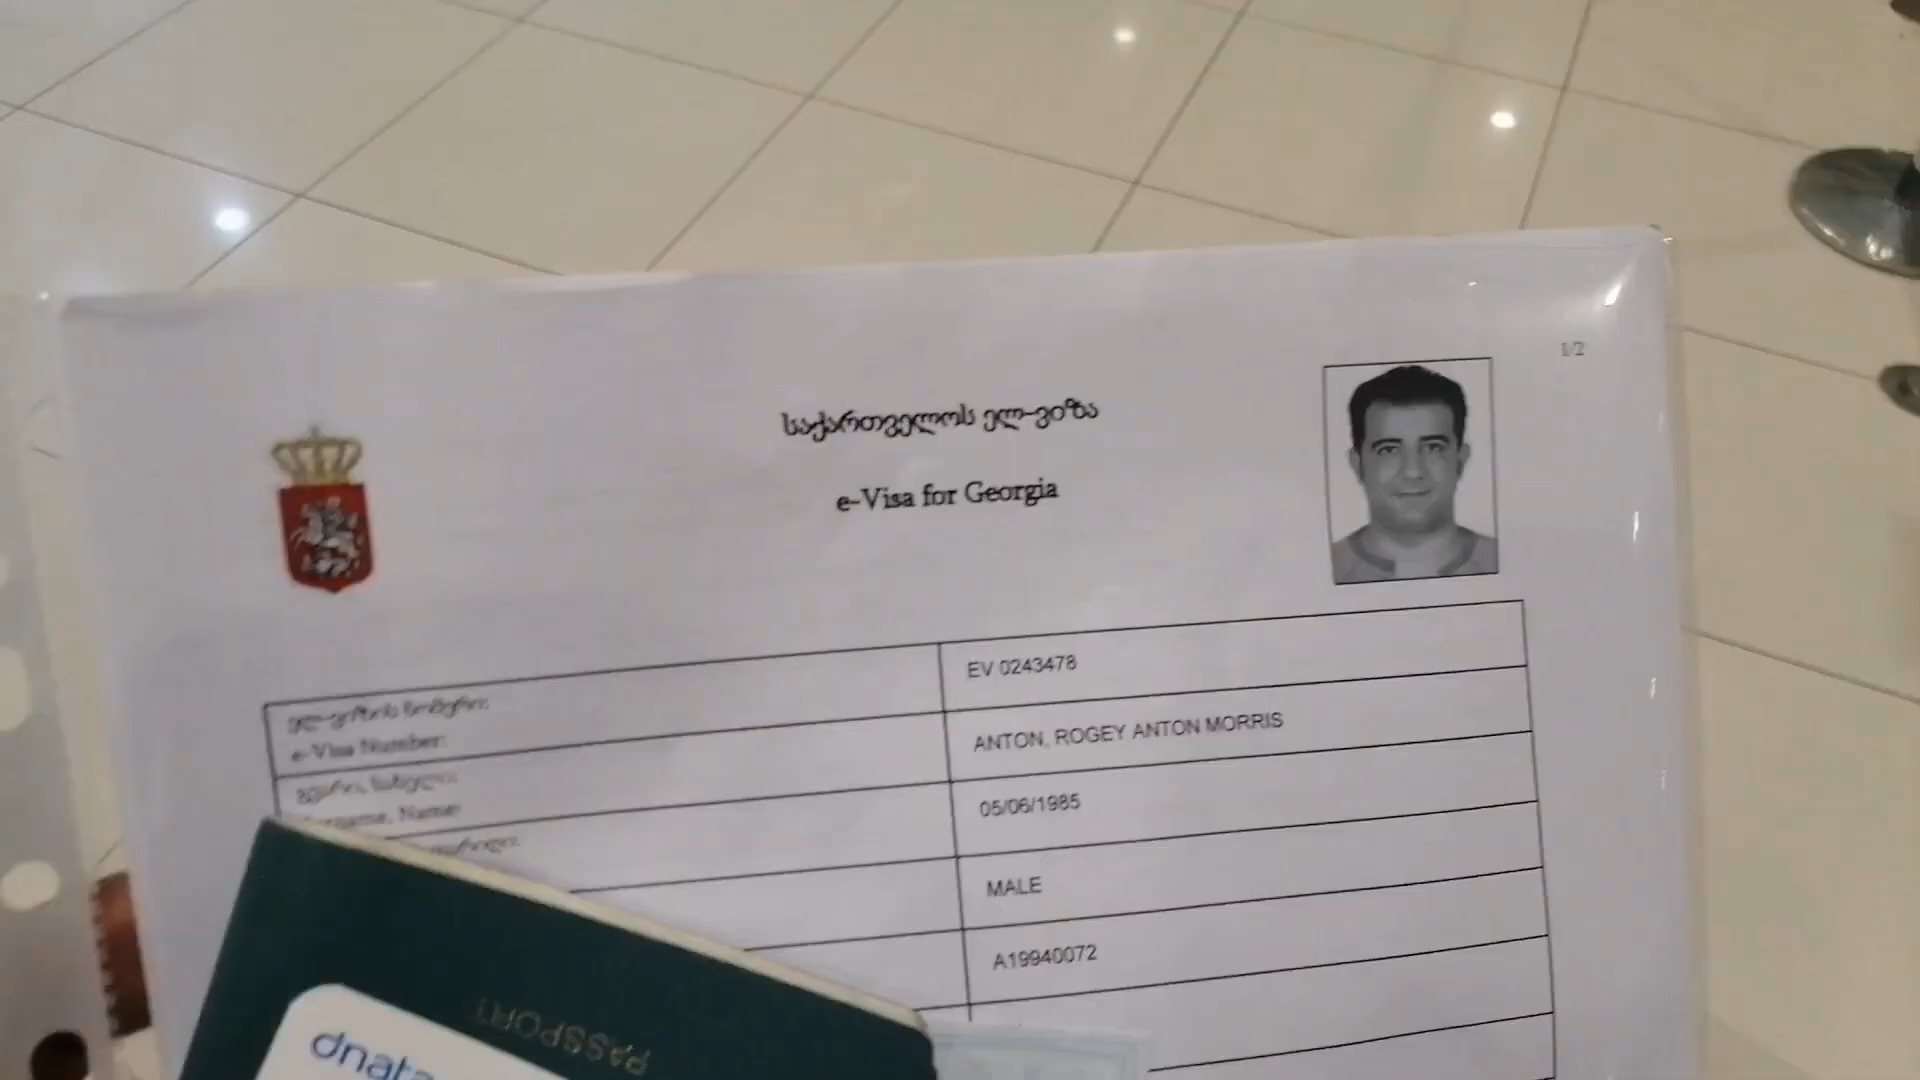 1/2
საქართველოს ელ-ვიზა
e-Visa for Georgia
ელ-ვიზის ნომერი:
e-Visa Number:
EV 0243478
გვარი, სახელი:
Name:
ANTON, ROGEY ANTON MORRIS
05/06/1985
MALE
A19940072
PASSPORT
dnata